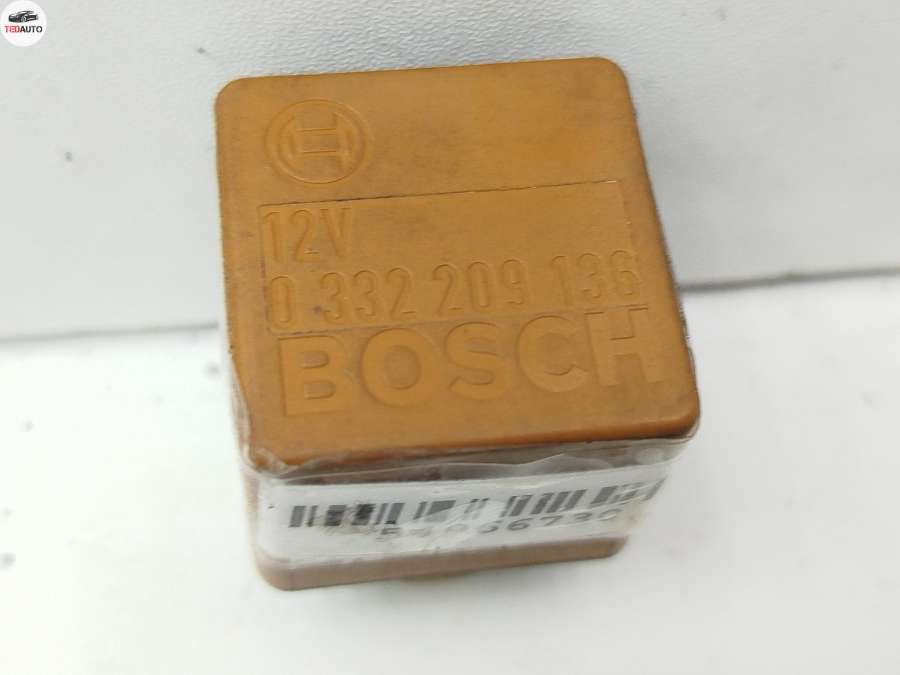 TEDAUTO
12V
0 332 209 136
BOSCH